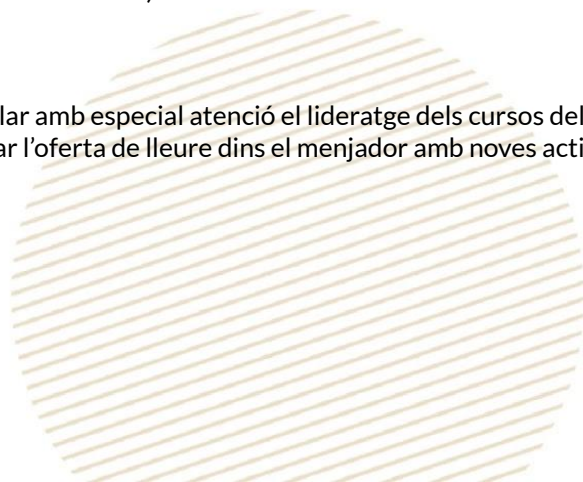 lar amb especial atenció el lideratge dels cursos del
ar l’oferta de lleure dins el menjador amb noves acti